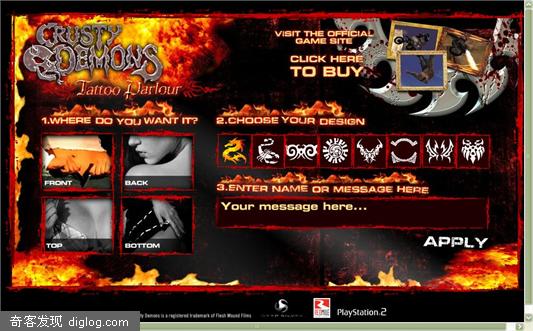 CRUSTY
DEMONS
Tattoo Parlour
VISIT THE OFFICIAL
GAME SITE
CLICK HERE
TO BUY
1.WHERE DO YOU WANT IT?
2.CHOOSE YOUR DESIGN
FRONT
BACK
3.ENTER NAME OR MESSAGE HERE
Your message here...
TOP
BOTTOM
APPLY
Demons is a registered trademark of Flesh Wound Films
PlayStation.2
奇客发现 diglog.com